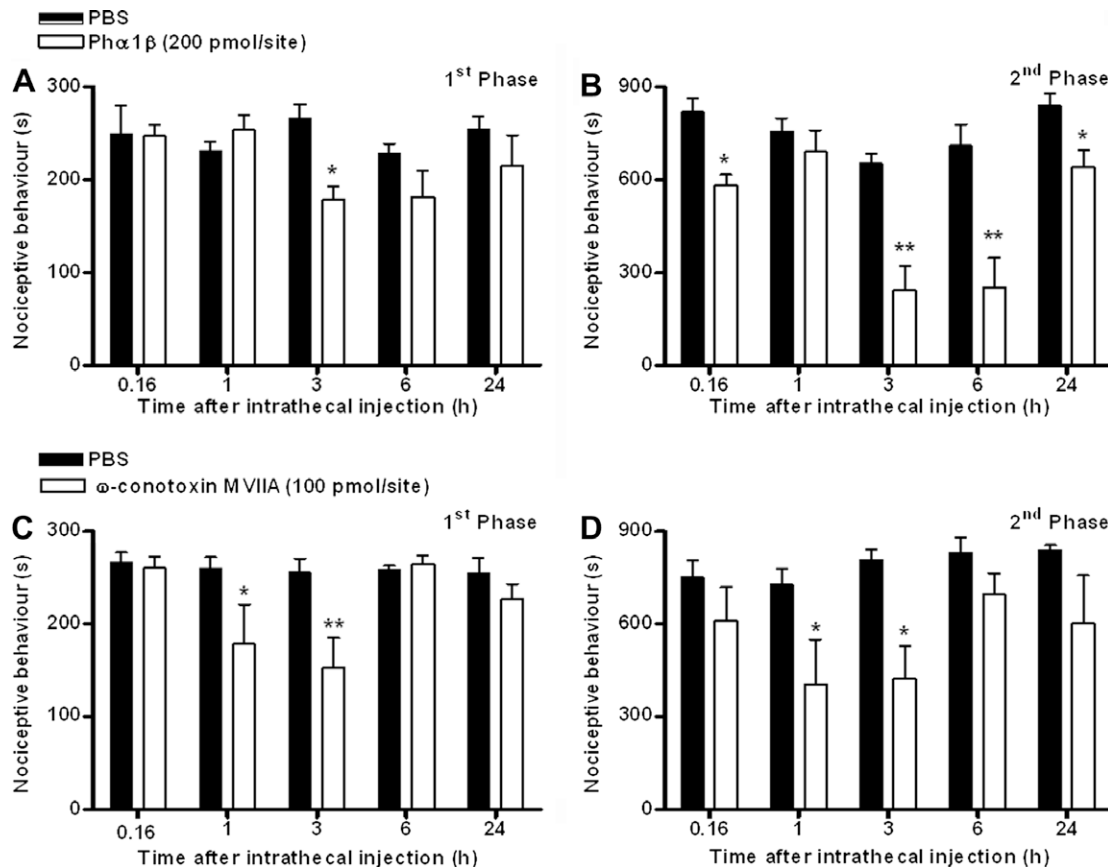 PBS
Phα1β (200 pmol/site)
A
1st Phase
Nociceptive behaviour (s)
300
200
100
0
*
0.16 1 3 6 24
Time after intrathecal injection (h)
B
2nd Phase
Nociceptive behaviour (s)
900
600
300
0
* ** ** *
0.16 1 3 6 24
Time after intrathecal injection (h)
PBS
ω-conotoxin MVIIA (100 pmol/site)
C
1st Phase
Nociceptive behaviour (s)
300
200
100
0
* **
0.16 1 3 6 24
Time after intrathecal injection (h)
D
2nd Phase
Nociceptive behaviour (s)
900
600
300
0
* *
0.16 1 3 6 24
Time after intrathecal injection (h)